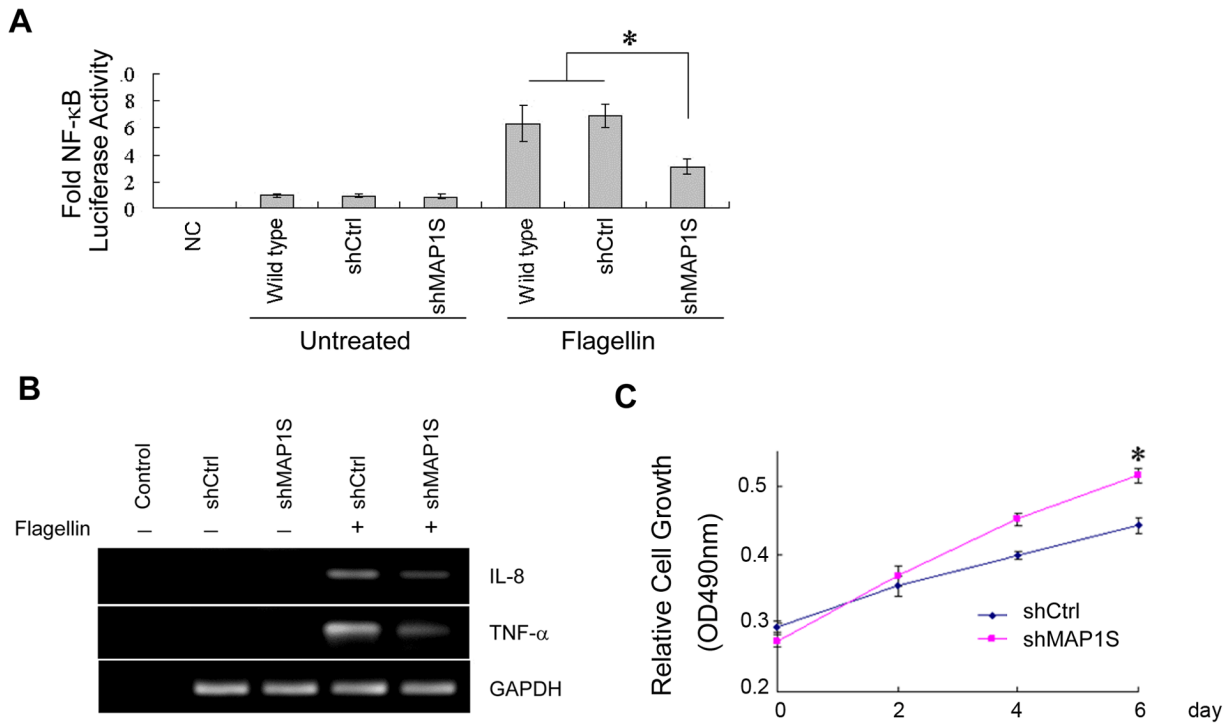 A
*
Fold NF-κB
Luciferase Activity
.0
8
6
4
2
0
NC
Wild type
shCtrl
shMAP1S
Wild type
shCtrl
shMAP1S
Untreated
Flagellin
B
Control
shCtrl
shMAP1S
shCtrl
shMAP1S
Flagellin – – – + +
IL-8
TNF-α
GAPDH
C
Relative Cell Growth
(OD490nm)
*
0.5
0.4
0.3
0.2
shCtrl
shMAP1S
0 2 4 6 day